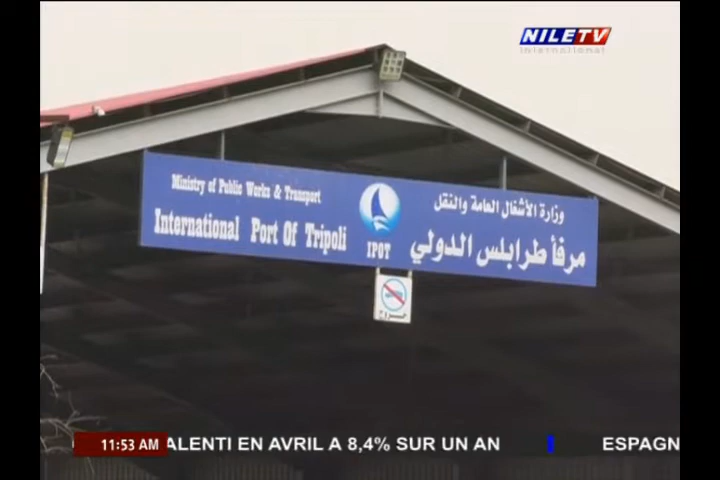 NILETV
international
Ministry of Public Works & Transport
وزارة الأشغال العامة والنقل
International Port Of Tripoli
IPOT
مرفأ طرابلس الدولي
خروج
11:53 AM
ALENTI EN AVRIL A 8,4% SUR UN AN
ESPAGN